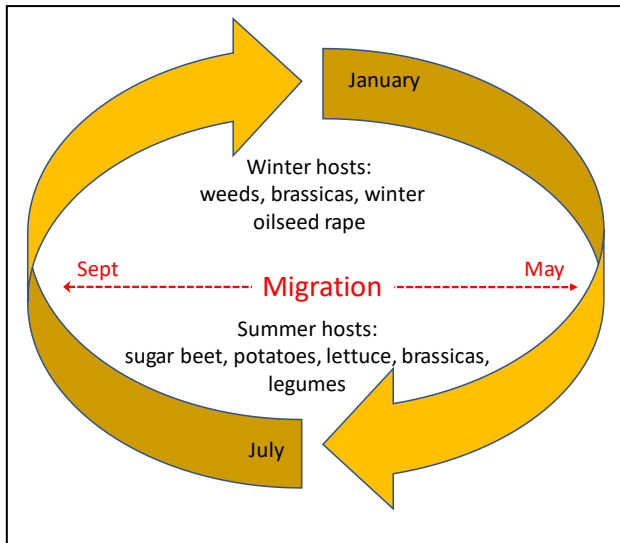 January
Winter hosts:
weeds, brassicas, winter
oilseed rape
Sept
Migration
May
Summer hosts:
sugar beet, potatoes, lettuce, brassicas,
legumes
July